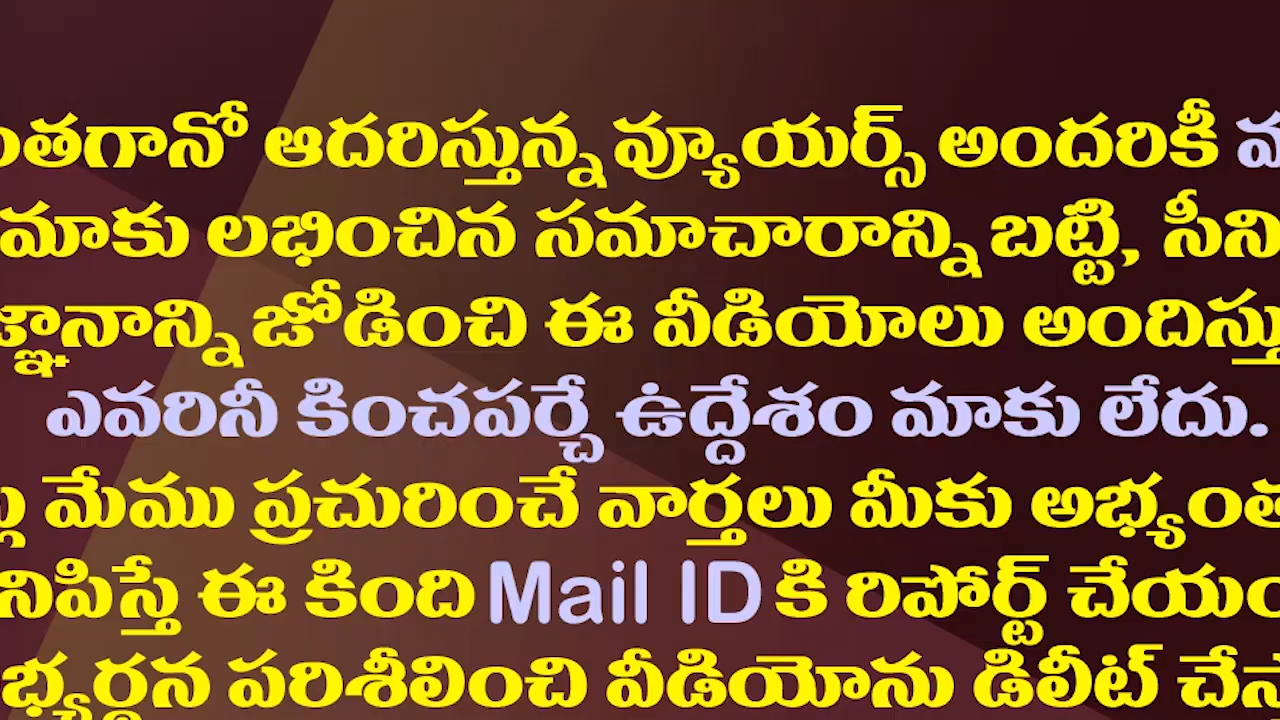 ఆదరిస్తున్న వ్యూయర్స్ అందరికీ
మాకు లభించిన సమాచారాన్ని బట్టి,
జోడించి ఈ వీడియోలు
ఎవరినీ కించపర్చే ఉద్దేశం మాకు లేదు.
మేము ప్రచురించే వార్తలు మీకు
ఈ కింది Mail ID కి రిపోర్ట్
పరిశీలించి వీడియోను డిలీట్